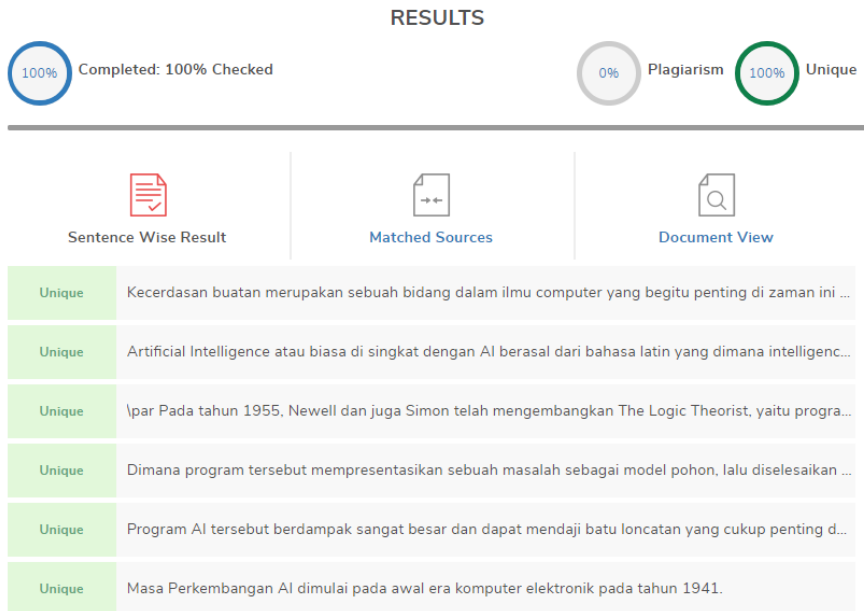 RESULTS
100% Completed: 100% Checked 0% Plagiarism 100% Unique
Sentence Wise Result Matched Sources Document View
Unique Kecerdasan buatan merupakan sebuah bidang dalam ilmu computer yang begitu penting di zaman ini ...
Unique Artificial Intelligence atau biasa di singkat dengan AI berasal dari bahasa latin yang dimana intelligenc...
Unique \par Pada tahun 1955, Newell dan juga Simon telah mengembangkan The Logic Theorist, yaitu progra...
Unique Dimana program tersebut mempresentasikan sebuah masalah sebagai model pohon, lalu diselesaikan ...
Unique Program AI tersebut berdampak sangat besar dan dapat mendaji batu loncatan yang cukup penting d...
Unique Masa Perkembangan AI dimulai pada awal era komputer elektronik pada tahun 1941.